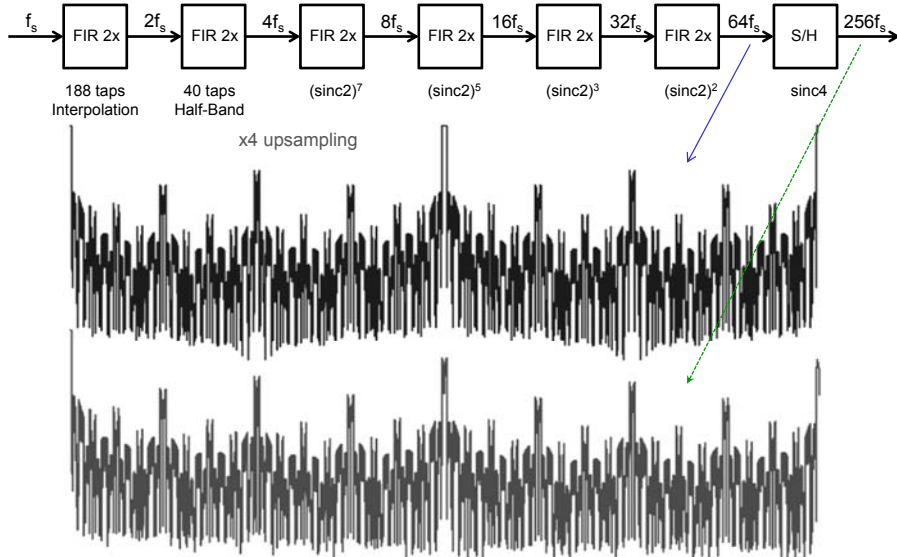 fs 2fs 4fs 8fs 16fs 32fs 64fs 256fs
FIR 2x FIR 2x FIR 2x FIR 2x FIR 2x FIR 2x S/H
188 taps 40 taps (sinc2)⁷ (sinc2)⁵ (sinc2)³ (sinc2)² sinc4
Interpolation Half-Band
x4 upsampling